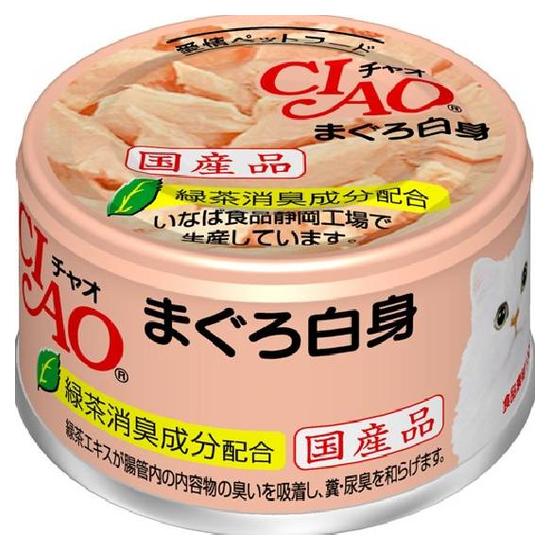 愛情ペットフード
CIAO
チャオ
®
まぐろ白身
国産品
緑茶消臭成分配合
いなば食品静岡工場で
生産しています。
CIAO
チャオ
®
まぐろ白身
緑茶消臭成分配合
国産品
緑茶エキスが腸管内の内容物の臭いを吸着し、糞・尿臭を和らげます。